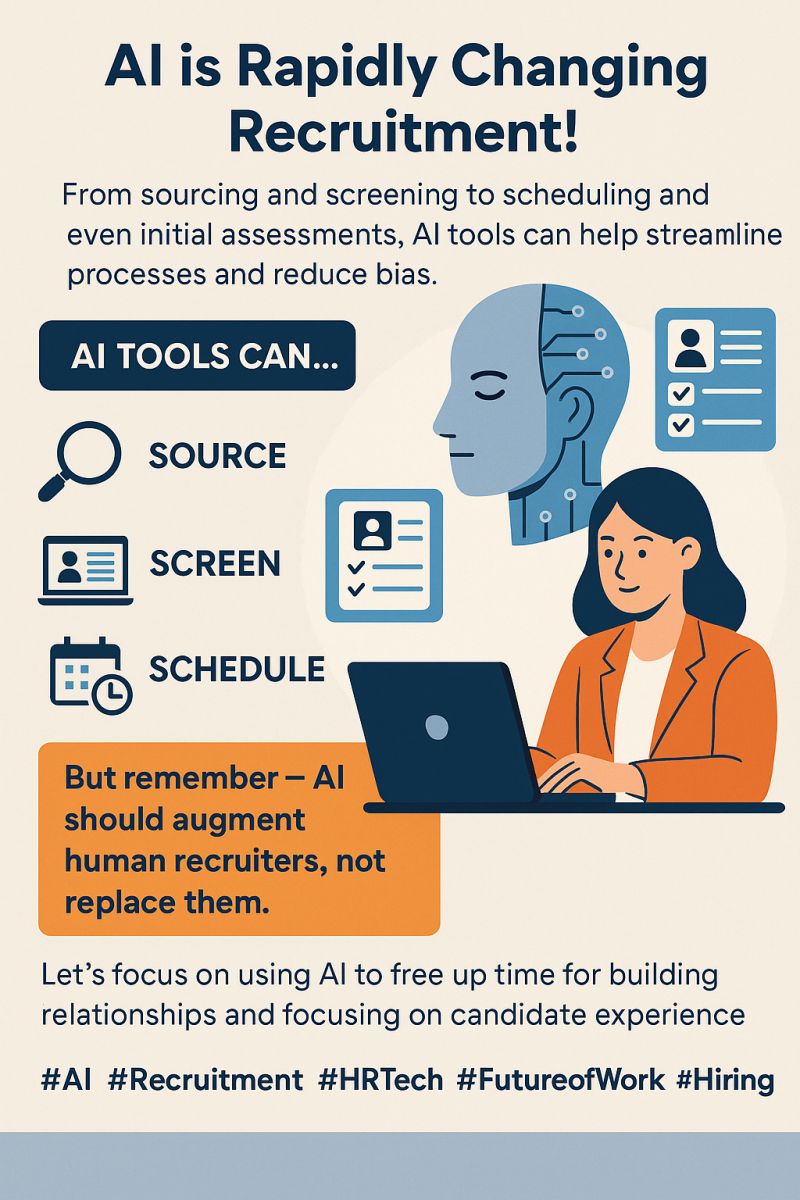 AI is Rapidly Changing
Recruitment!
From sourcing and screening to scheduling and
even initial assessments, AI tools can help streamline
processes and reduce bias.
AI TOOLS CAN...
SOURCE
SCREEN
SCHEDULE
But remember – AI
should augment
human recruiters, not
replace them.
Let's focus on using AI to free up time for building
relationships and focusing on candidate experience
#AI #Recruitment #HRTech #FutureofWork #Hiring